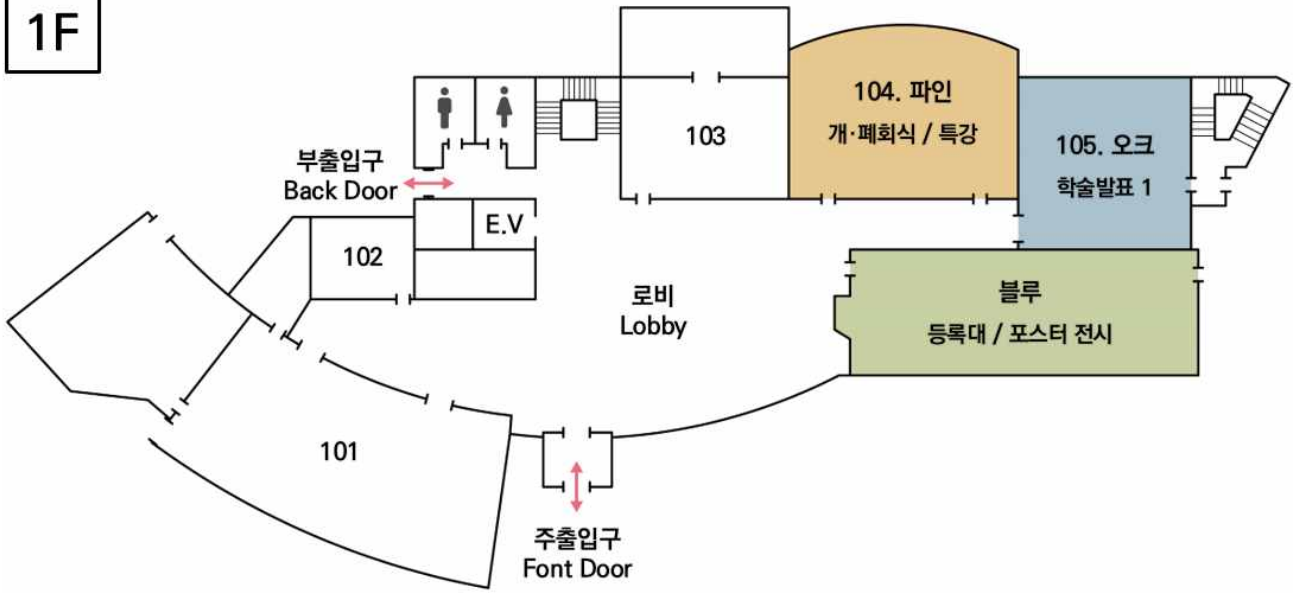 1F
104. 파인
개·폐회식 / 특강
103
105. 오크
학술발표 1
부출입구
Back Door
E.V
102
로비
Lobby
블루
등록대 / 포스터 전시
101
주출입구
Font Door